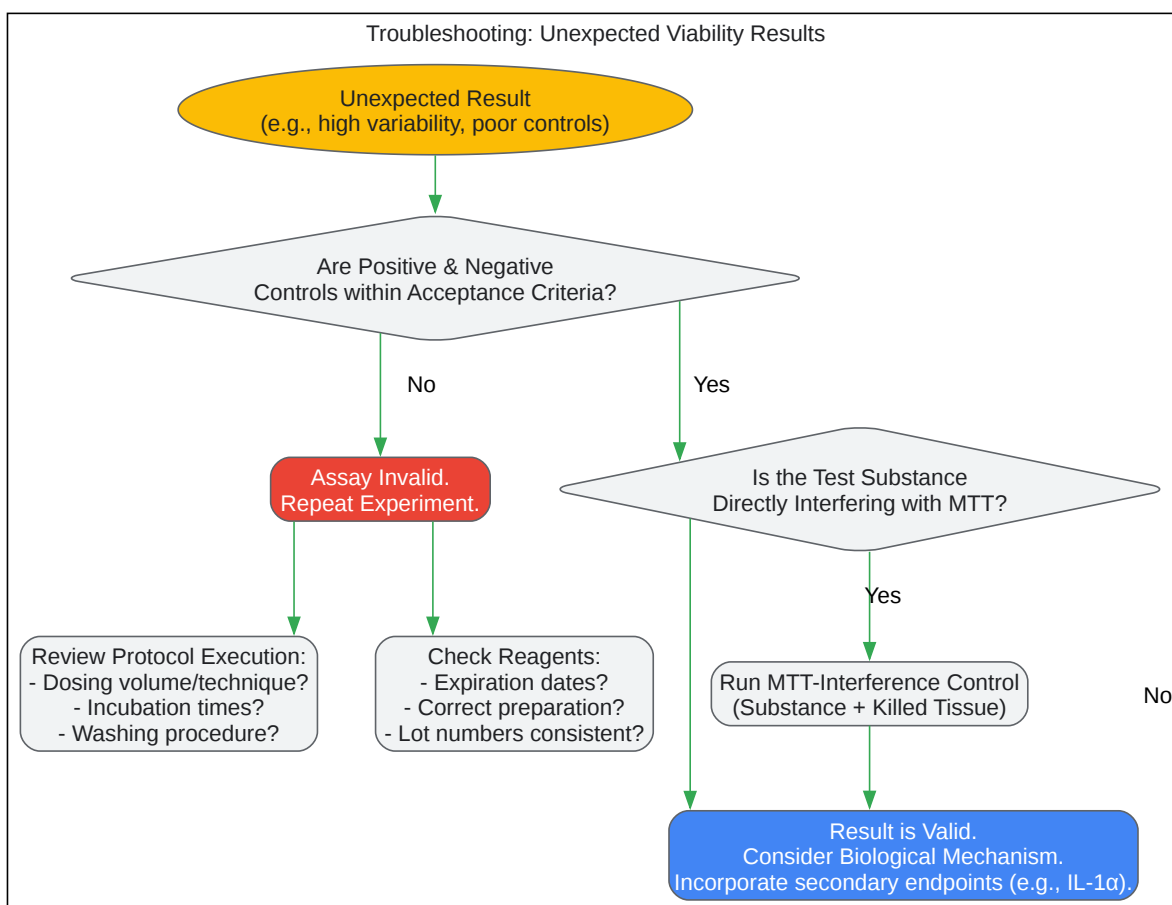 Troubleshooting: Unexpected Viability Results
Unexpected Result
(e.g., high variability, poor controls)
Are Positive & Negative
Controls within Acceptance Criteria?
No
Yes
Assay Invalid.
Repeat Experiment.
Is the Test Substance
Directly Interfering with MTT?
Yes
No
Review Protocol Execution:
- Dosing volume/technique?
- Incubation times?
- Washing procedure?
Check Reagents:
- Expiration dates?
- Correct preparation?
- Lot numbers consistent?
Run MTT-Interference Control
(Substance + Killed Tissue)
Result is Valid.
Consider Biological Mechanism.
Incorporate secondary endpoints (e.g., IL-1α).